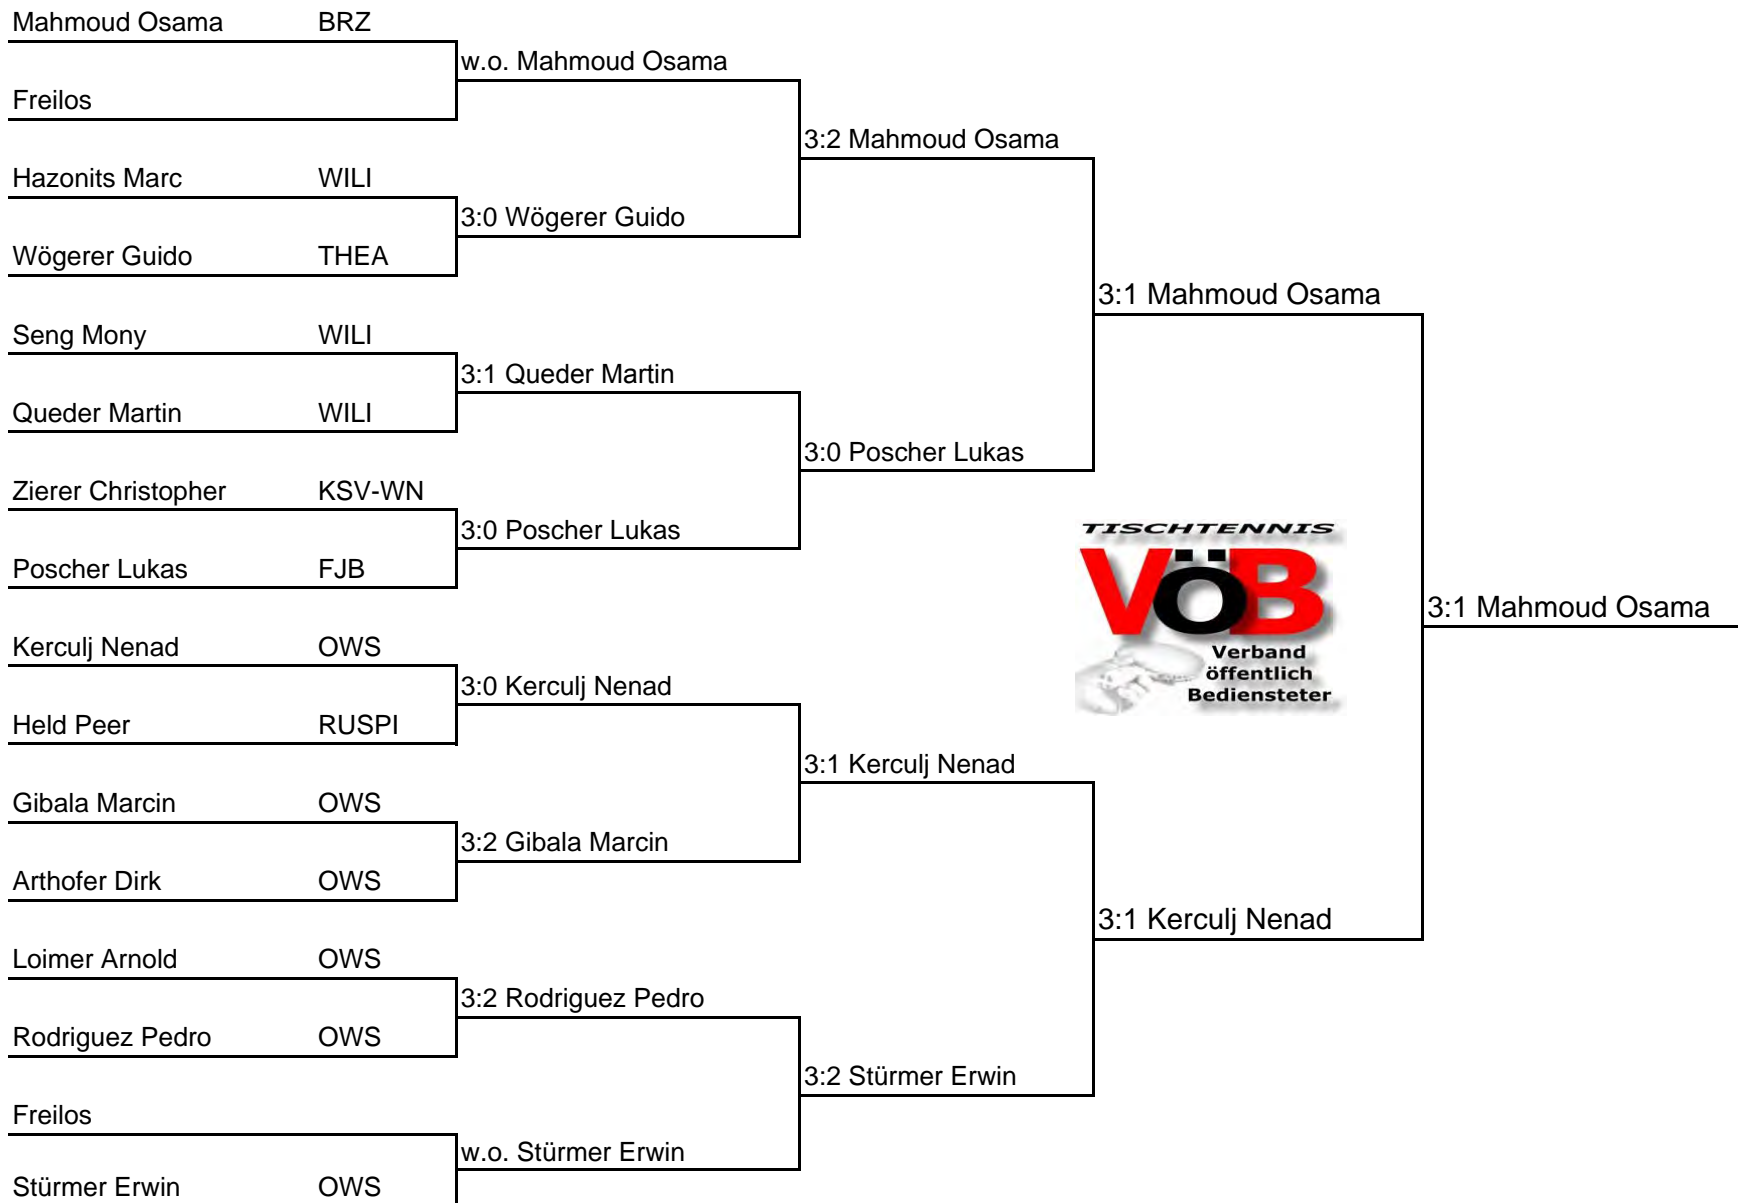 Mahmoud Osama BRZ
w.o. Mahmoud Osama
Freilos
3:2 Mahmoud Osama
Hazonits Marc WILI
3:0 Wögerer Guido
Wögerer Guido THEA
3:1 Mahmoud Osama
Seng Mony WILI
3:1 Queder Martin
Queder Martin WILI
3:0 Poscher Lukas
Zierer Christopher KSV-WN
3:0 Poscher Lukas
Poscher Lukas FJB
TISCHTENNIS
VöB
Verband
öffentlich
Bediensteter
3:1 Mahmoud Osama
Kerculj Nenad OWS
3:0 Kerculj Nenad
Held Peer RUSPI
3:1 Kerculj Nenad
Gibala Marcin OWS
3:2 Gibala Marcin
Arthofer Dirk OWS
3:1 Kerculj Nenad
Loimer Arnold OWS
3:2 Rodriguez Pedro
Rodriguez Pedro OWS
3:2 Stürmer Erwin
Freilos
w.o. Stürmer Erwin
Stürmer Erwin OWS